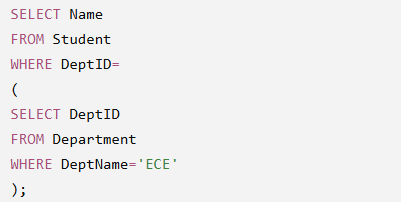 SELECT Name
FROM Student
WHERE DeptID=
(
SELECT DeptID
FROM Department
WHERE DeptName='ECE'
);